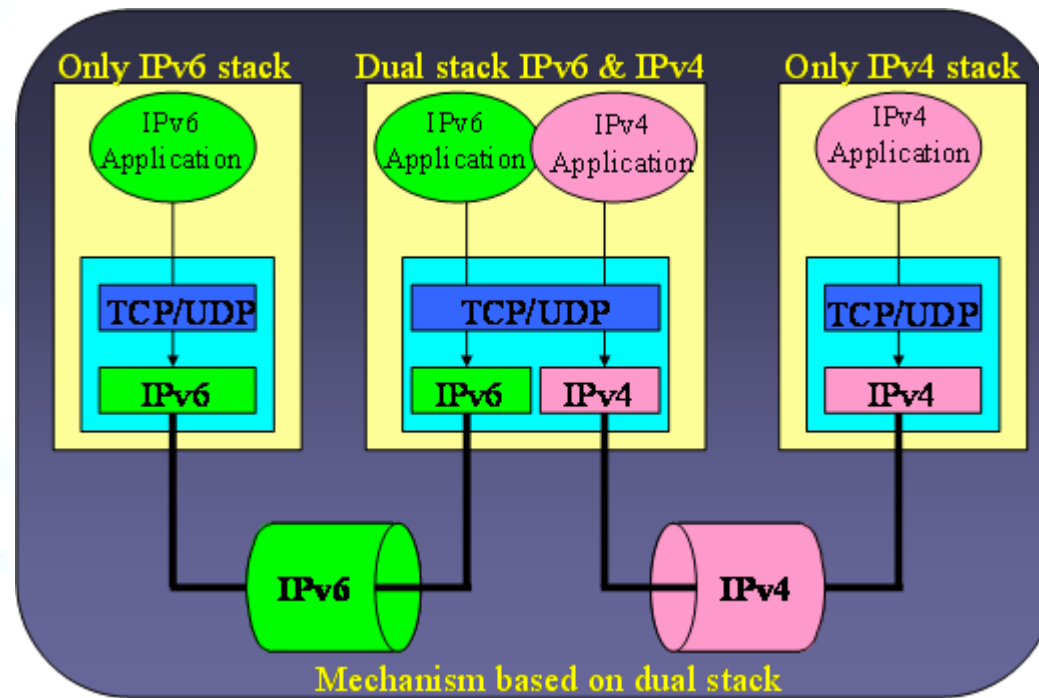 Only IPv6 stack
Dual stack IPv6 & IPv4
Only IPv4 stack
IPv6
Application
IPv6
Application
IPv4
Application
IPv4
Application
TCP/UDP
TCP/UDP
TCP/UDP
IPv6
IPv6
IPv4
IPv4
IPv6
IPv4
Mechanism based on dual stack